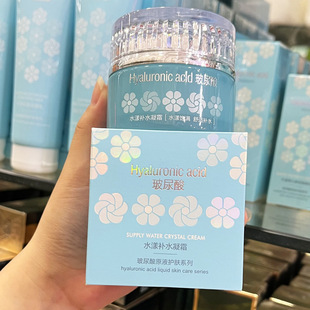 Hyaluronic acid 玻尿酸
水漾补水凝霜
Hyaluronic acid
玻尿酸
SUPPLY WATER CRYSTAL CREAM
水漾补水凝霜
玻尿酸原液护肤系列
hyaluronic acid liquid skin care series